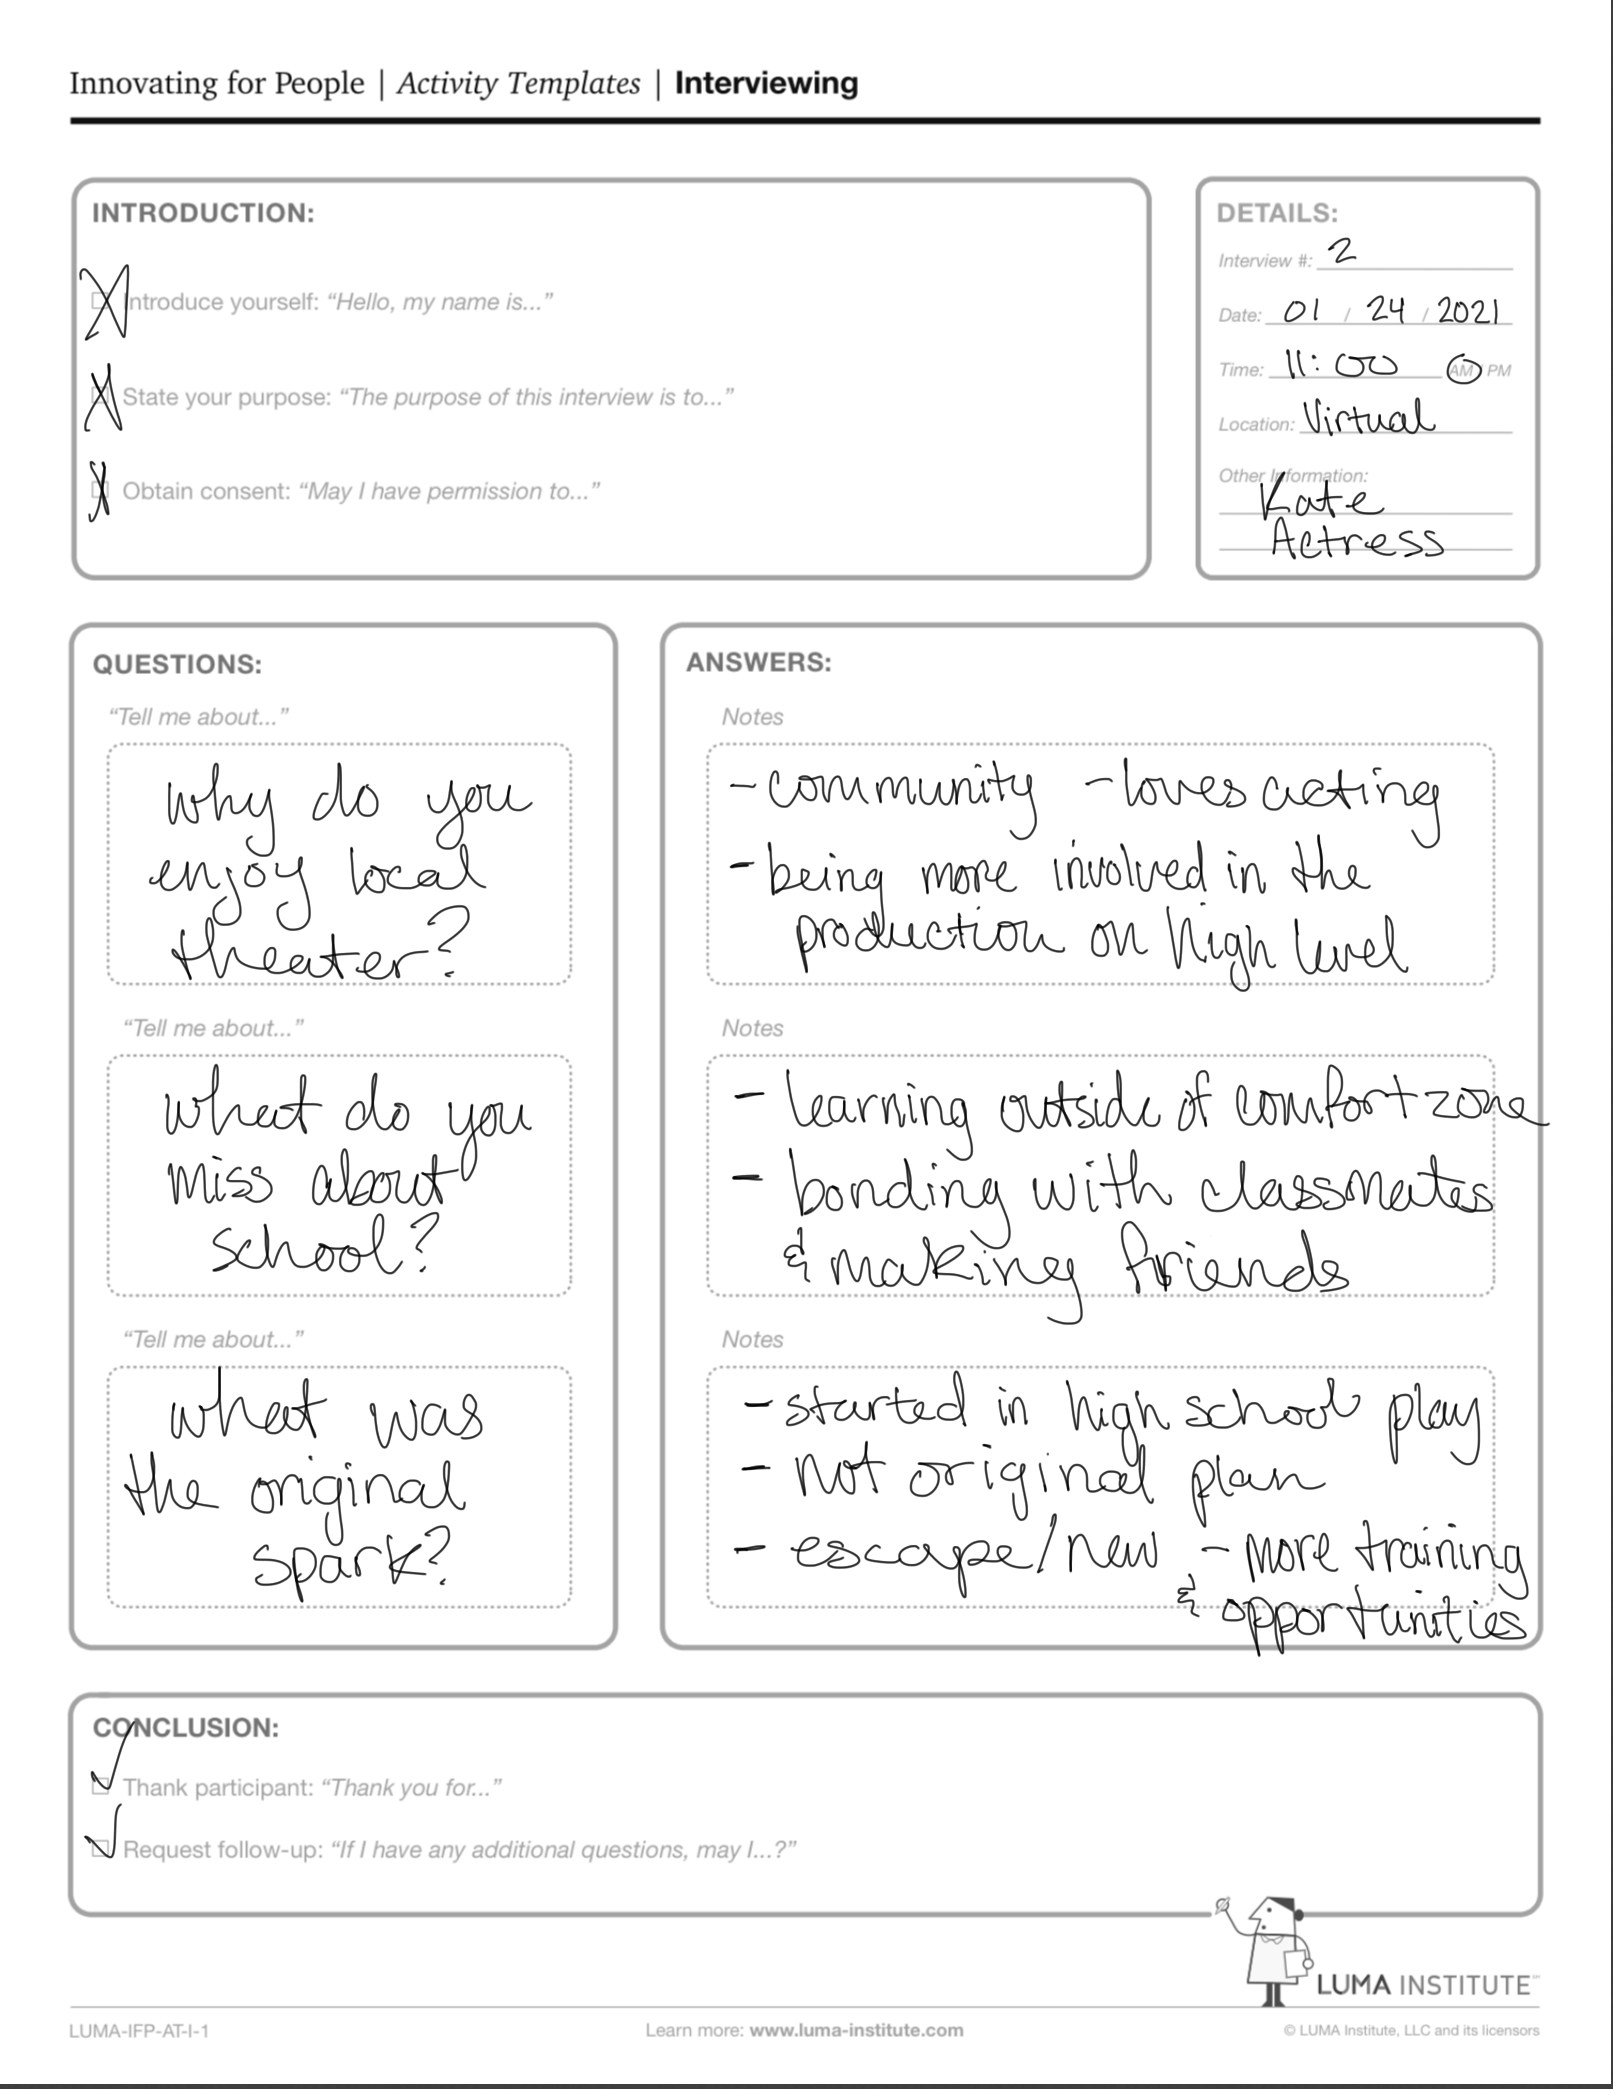 Innovating for People | Activity Templates | Interviewing
INTRODUCTION:
Introduce yourself: “Hello, my name is...”
State your purpose: “The purpose of this interview is to...”
Obtain consent: “May I have permission to...”
DETAILS:
Interview #: 2
Date: 01 / 24 / 2021
Time: 11:00 AM PM
Location: Virtual
Other Information:
Kate
Actress
QUESTIONS:
“Tell me about...”
why do you
enjoy local
theater?
“Tell me about...”
what do you
miss about
school?
“Tell me about...”
what was
the original
spark?
ANSWERS:
Notes
- community - loves acting
- being more involved in the
production on high level
Notes
- learning outside of comfort zone
- bonding with classmates
& making friends
Notes
- started in high school play
- not original plan
- escape/new - more training
& opportunities
CONCLUSION:
Thank participant: “Thank you for...”
Request follow-up: “If I have any additional questions, may I...?”
LUMA INSTITUTE
LUMA-IFP-AT-I-1
Learn more: www.luma-institute.com
© LUMA Institute, LLC and its licensors